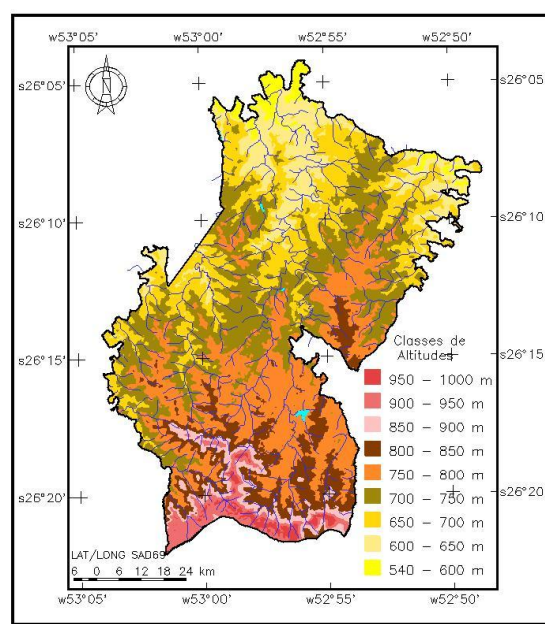 w53°05' w53°00' w52°55' w52°50'
s26°05' s26°05'
N
s26°10' s26°10'
s26°15' s26°15'
Classes de
Altitudes
950 – 1000 m
900 – 950 m
850 – 900 m
800 – 850 m
750 – 800 m
700 – 750 m
650 – 700 m
600 – 650 m
540 – 600 m
s26°20' s26°20'
LAT/LONG SAD69
6 0 6 12 18 24 km
w53°05' w53°00' w52°55' w52°50'